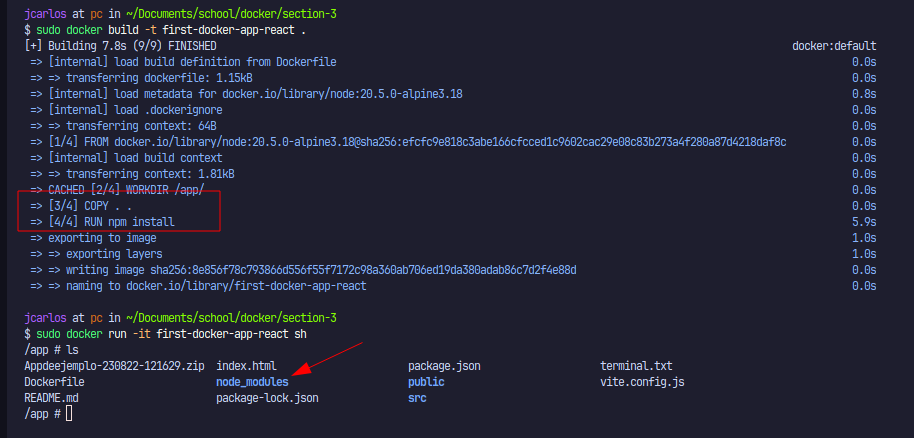 jcarlos at pc in ~/Documents/school/docker/section-3
$ sudo docker build -t first-docker-app-react .
[+] Building 7.8s (9/9) FINISHED docker:default
=> [internal] load build definition from Dockerfile 0.0s
=> => transferring dockerfile: 1.15kB 0.0s
=> [internal] load metadata for docker.io/library/node:20.5.0-alpine3.18 0.8s
=> [internal] load .dockerignore 0.0s
=> => transferring context: 64B 0.0s
=> [1/4] FROM docker.io/library/node:20.5.0-alpine3.18@sha256:efcfc9e818c3abe166cfcced1c9602cac29e08c83b273a4f280a87d4218daf8c 0.0s
=> [internal] load build context 0.0s
=> => transferring context: 1.81kB 0.0s
=> CACHED [2/4] WORKDIR /app/ 0.0s
=> [3/4] COPY . . 0.0s
=> [4/4] RUN npm install 5.9s
=> exporting to image 1.0s
=> => exporting layers 1.0s
=> => writing image sha256:8e856f78c793866d556f55f7172c98a360ab706ed19da380adab86c7d2f4e88d 0.0s
=> => naming to docker.io/library/first-docker-app-react 0.0s
jcarlos at pc in ~/Documents/school/docker/section-3
$ sudo docker run -it first-docker-app-react sh
/app # ls
Appdeejemplo-230822-121629.zip index.html package.json terminal.txt
Dockerfile node_modules public vite.config.js
README.md package-lock.json src
/app #